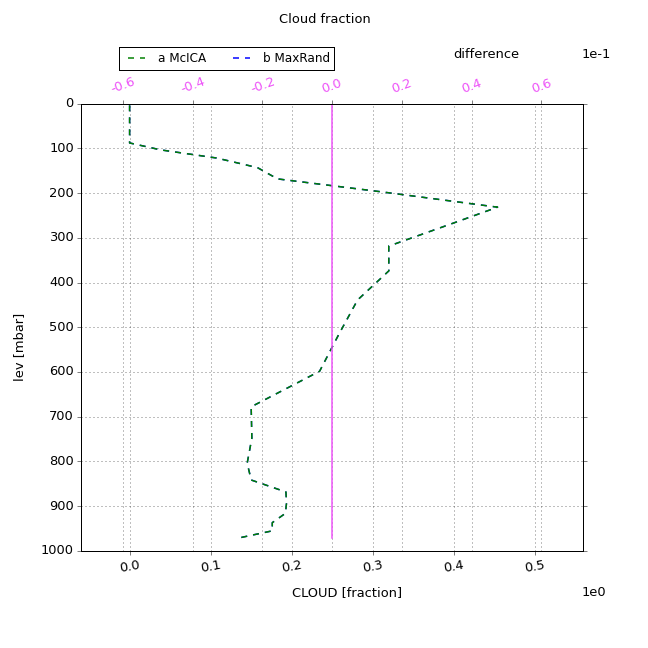 Cloud fraction
a McICA b MaxRand
difference 1e-1
-0.6 -0.4 -0.2 0.0 0.2 0.4 0.6
0
100
200
300
400
500
600
700
800
900
1000
lev [mbar]
0.0 0.1 0.2 0.3 0.4 0.5
CLOUD [fraction] 1e0